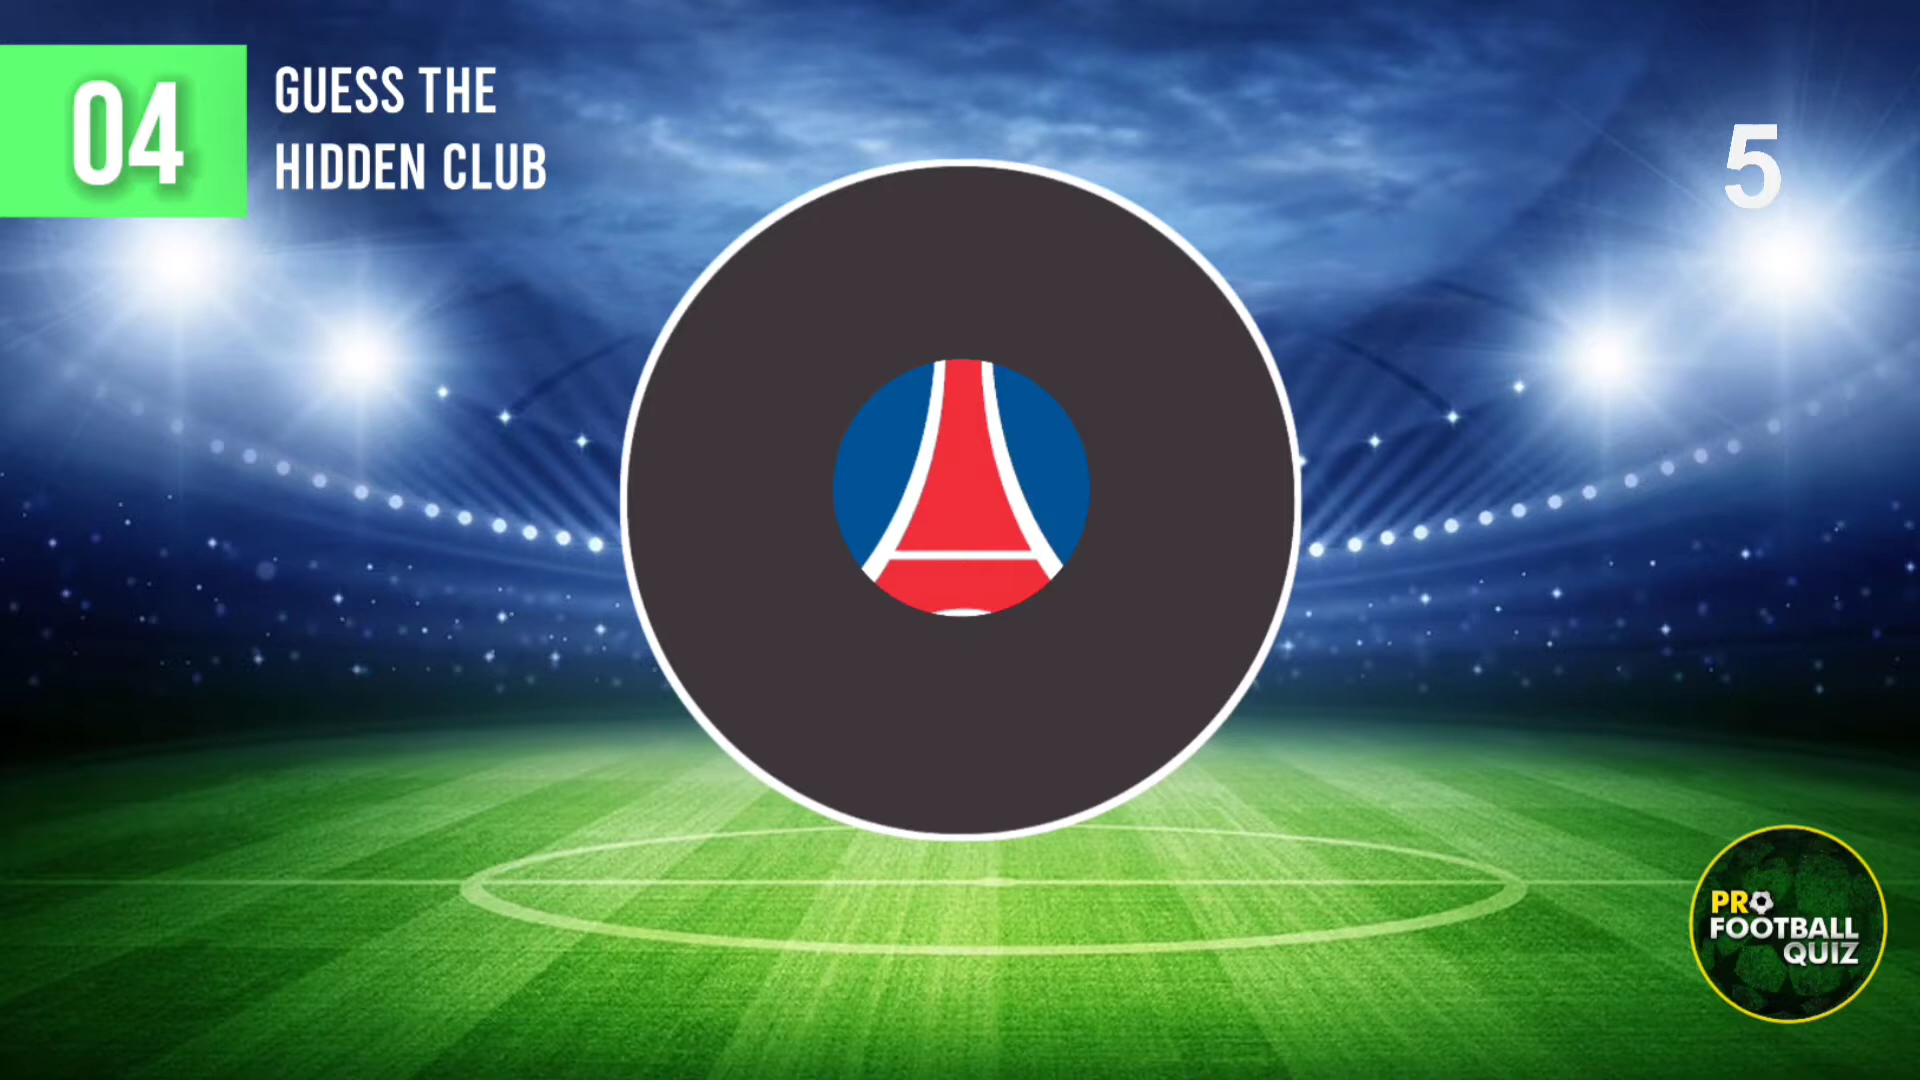 04
GUESS THE
HIDDEN CLUB
5
PRO
FOOTBALL
QUIZ